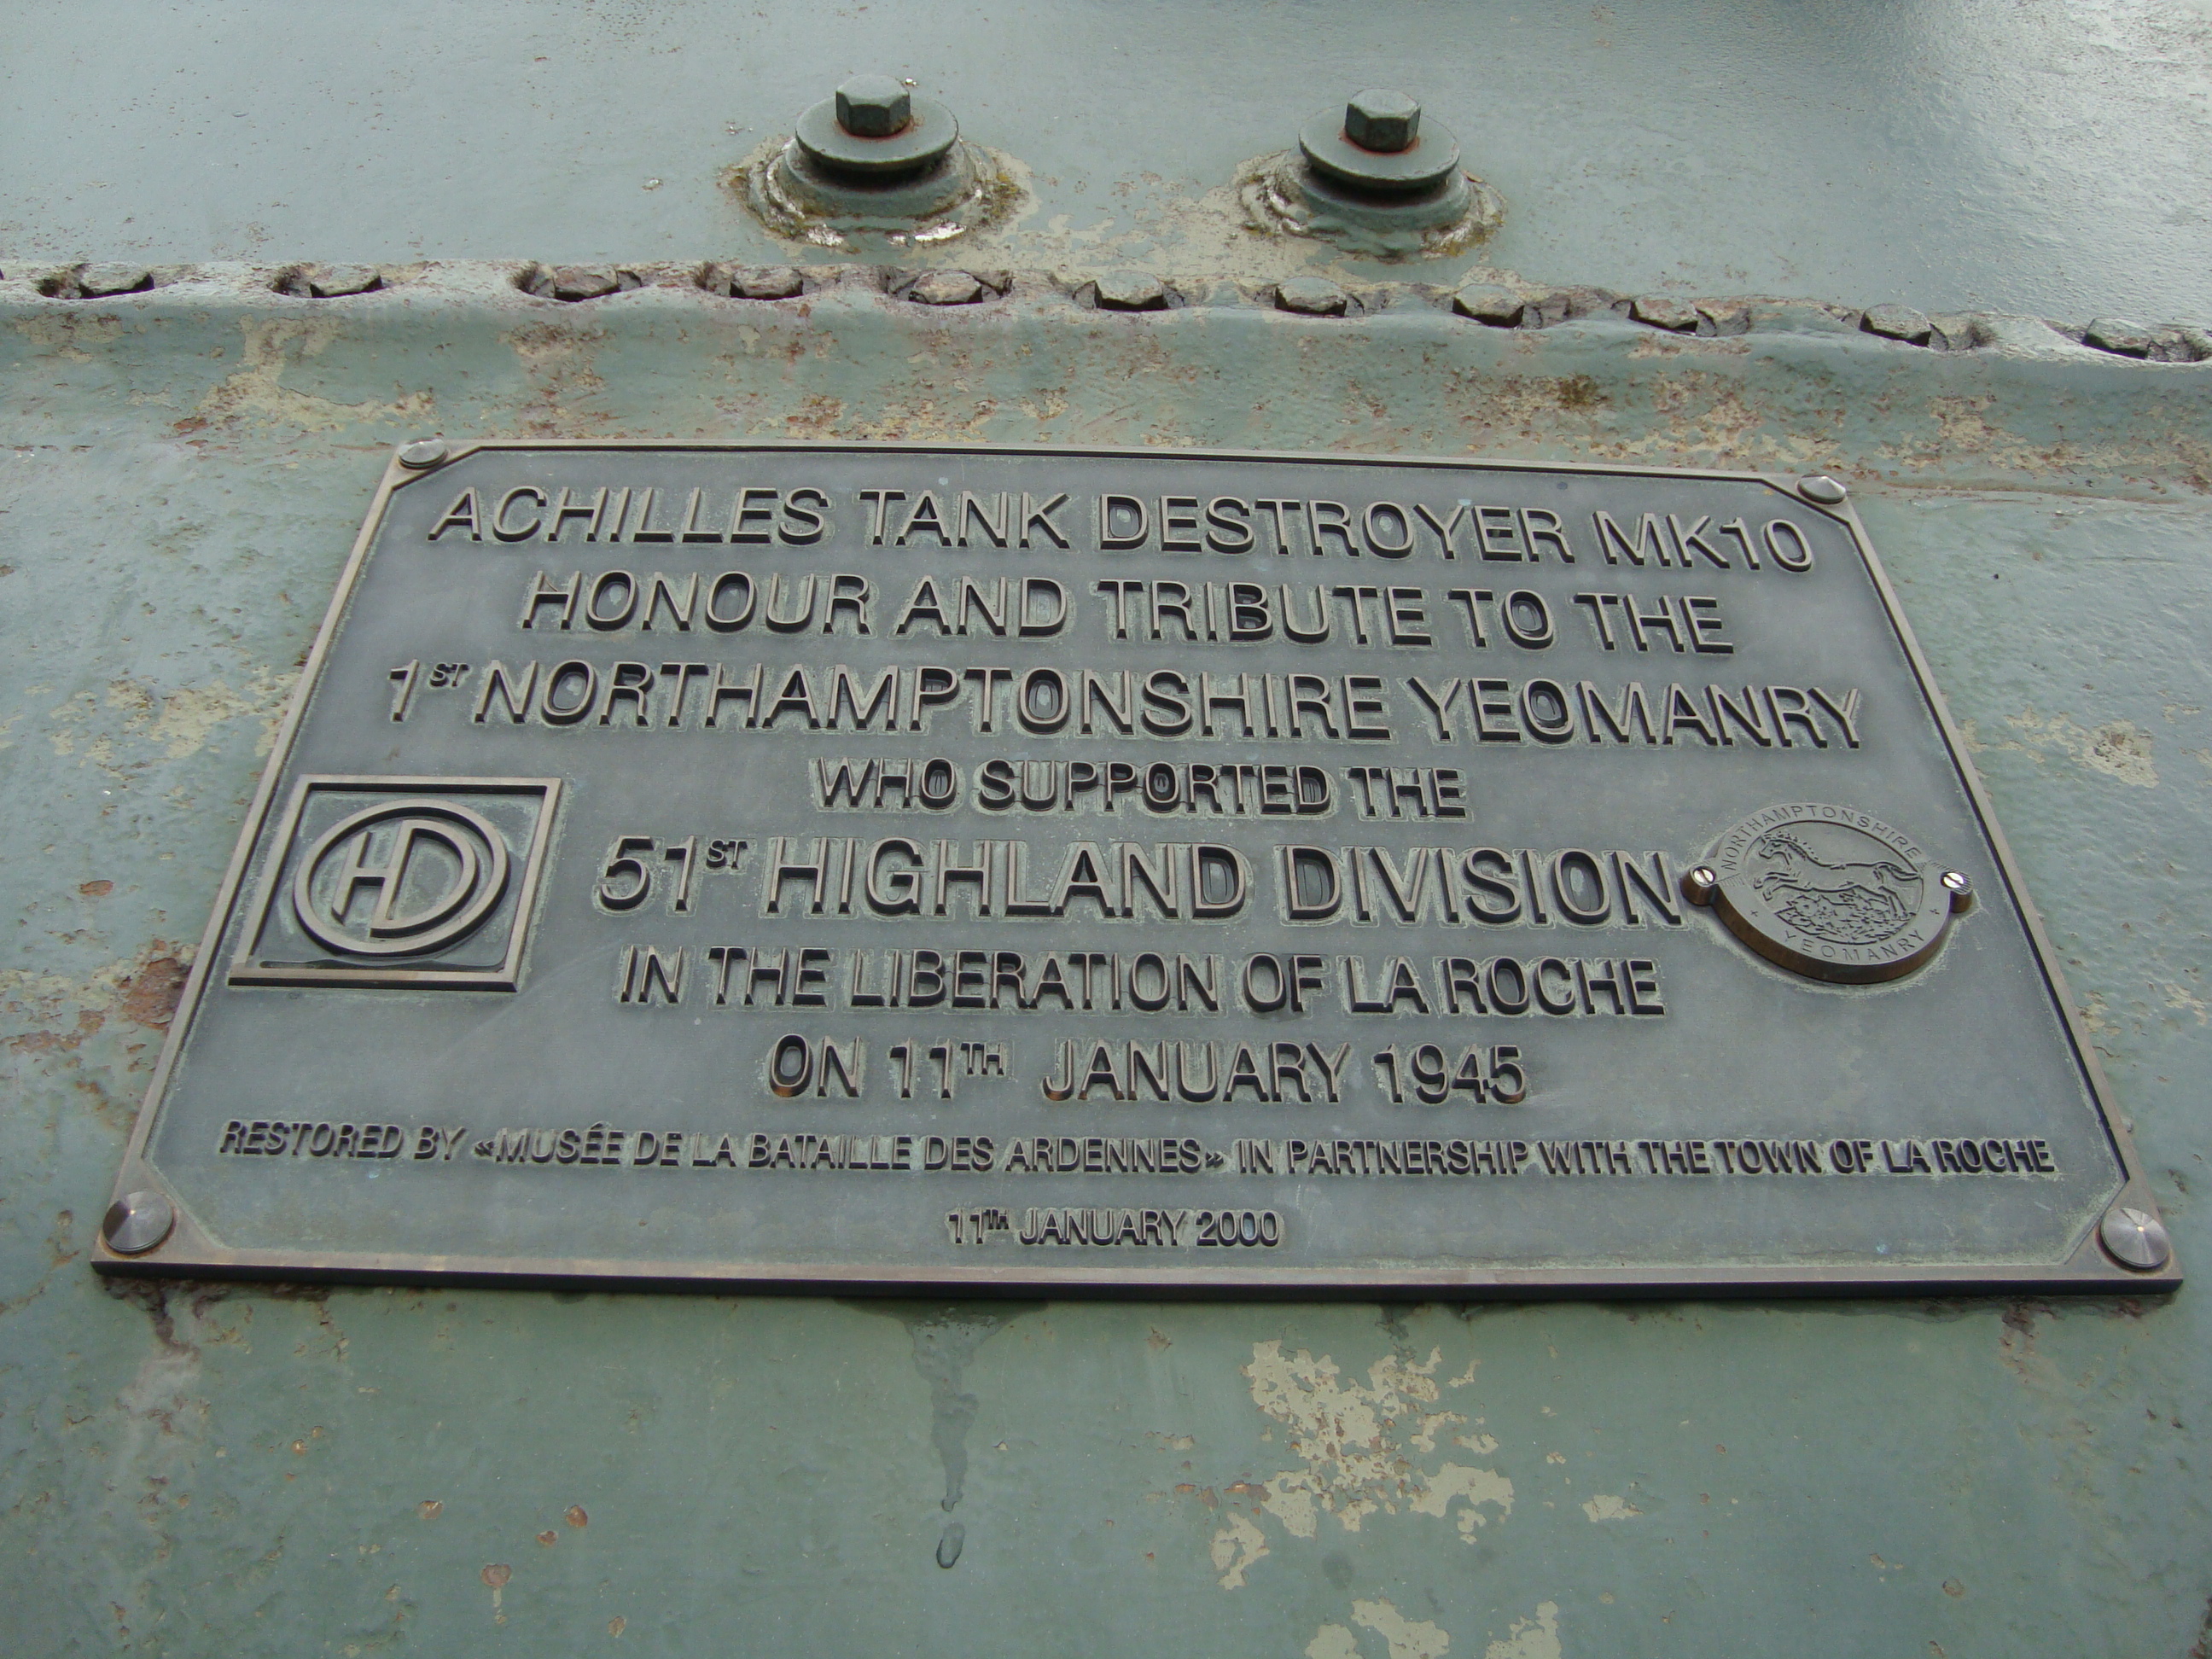 ACHILLES TANK DESTROYER MK10
HONOUR AND TRIBUTE TO THE
1ST NORTHAMPTONSHIRE YEOMANRY
WHO SUPPORTED THE
HD
51ST HIGHLAND DIVISION
NORTHAMPTONSHIRE
YEOMANRY
IN THE LIBERATION OF LA ROCHE
ON 11TH JANUARY 1945
RESTORED BY «MUSÉE DE LA BATAILLE DES ARDENNES» IN PARTNERSHIP WITH THE TOWN OF LA ROCHE
11TH JANUARY 2000